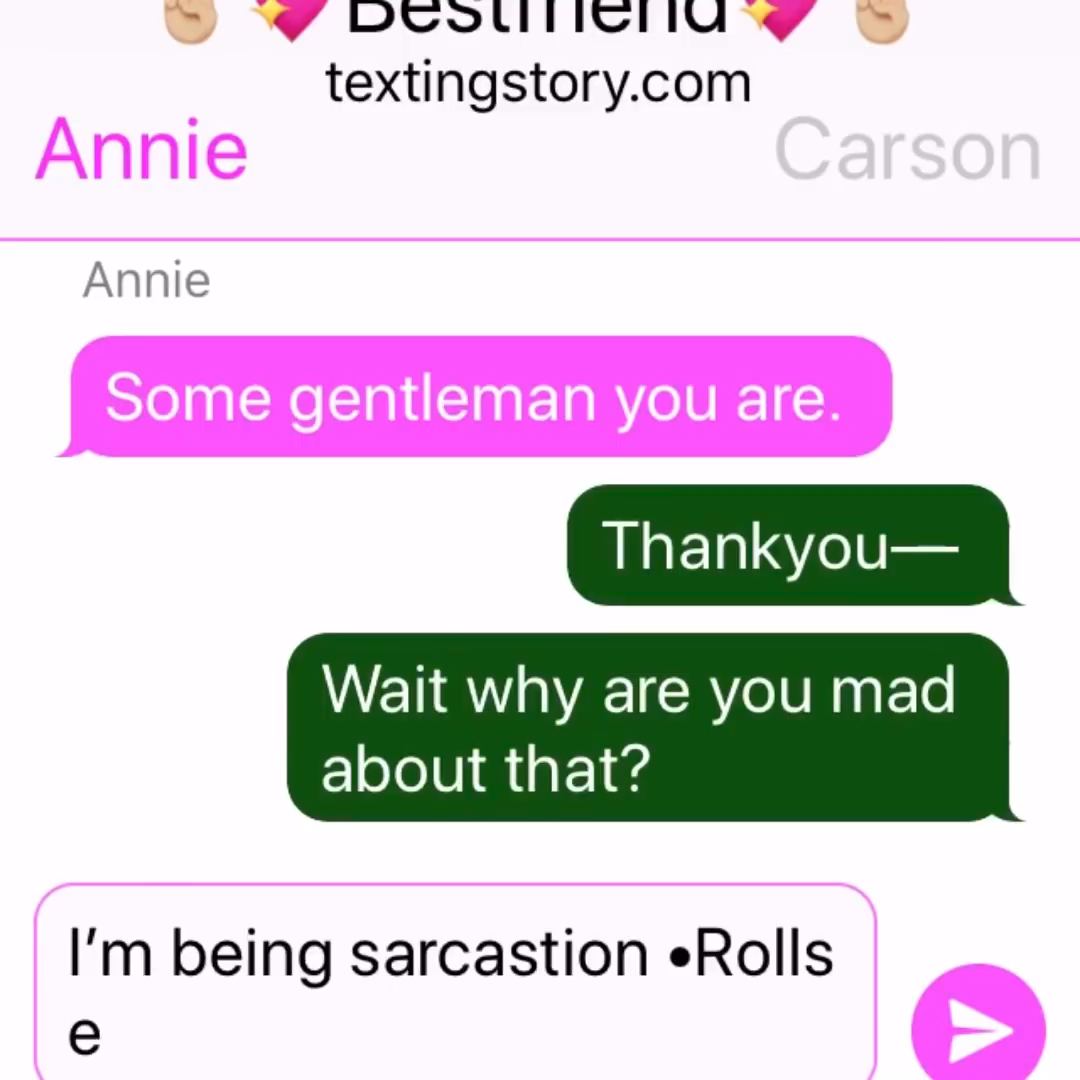 Bestfriend
textingstory.com
Annie
Carson
Annie
Some gentleman you are.
Thankyou—
Wait why are you mad
about that?
I’m being sarcastion •Rolls
e